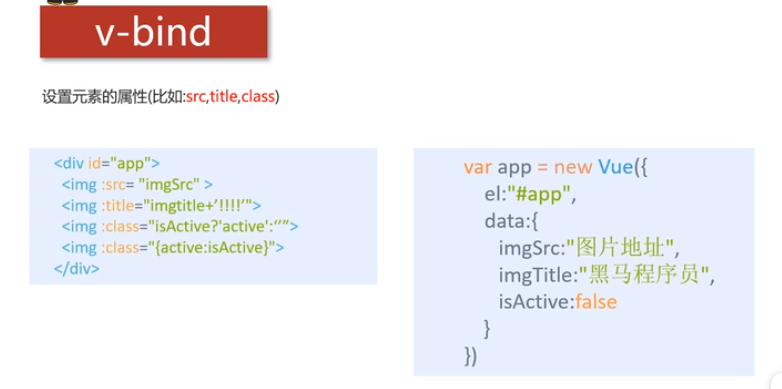 v-bind
设置元素的属性(比如:src,title,class)
<div id="app">
<img :src= "imgSrc" >
<img :title="imgtitle+’!!!!’">
<img :class="isActive?'active':“”">
<img :class="{active:isActive}">
</div>
var app = new Vue({
el:"#app",
data:{
imgSrc:"图片地址",
imgTitle:"黑马程序员",
isActive:false
}
})